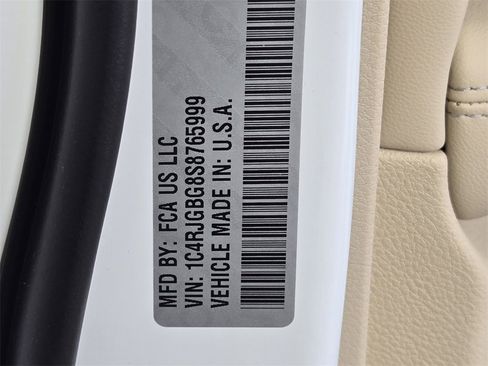 MFD BY: FCA US LLC
VIN: 1C4RJGBG8S8765999
VEHICLE MADE IN: U.S.A.